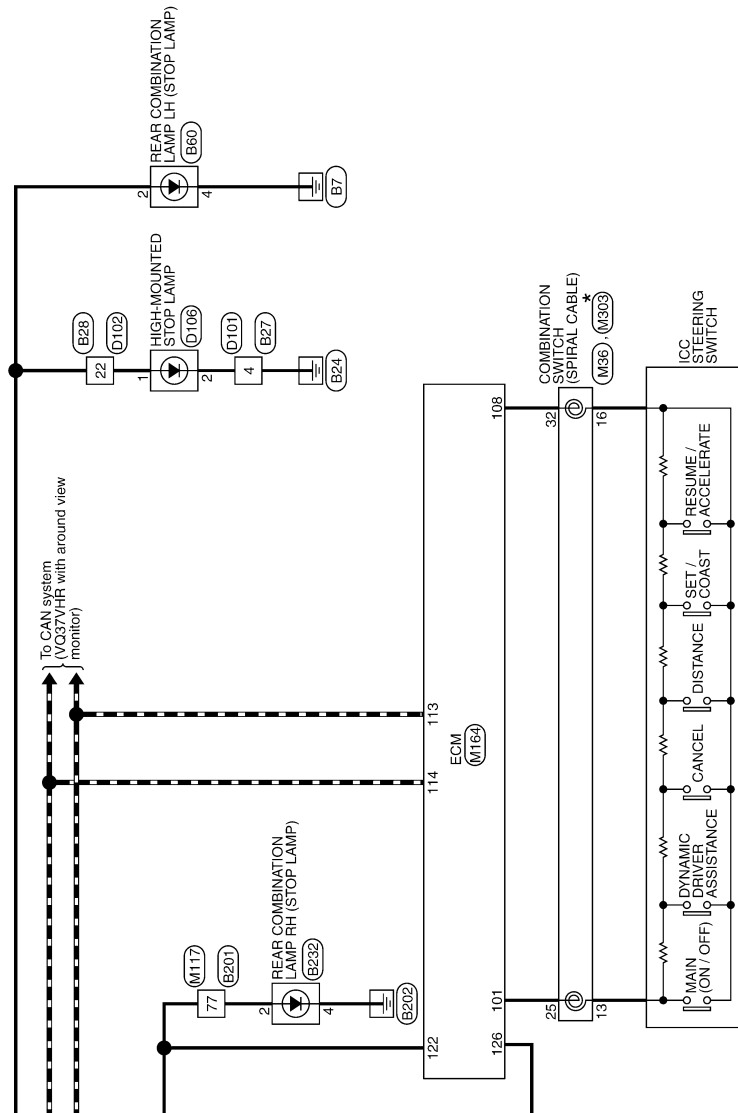 REAR COMBINATION
LAMP LH (STOP LAMP)
B60
2
4
B7
HIGH-MOUNTED
STOP LAMP
D106
B28
D102
22
1
2
D101
B27
4
B24
To CAN system
(VQ37VHR with around view
monitor)
COMBINATION
SWITCH
(SPIRAL CABLE)
M36 , M303 *
ICC
STEERING
SWITCH
108
32
16
113
114
ECM
M164
REAR COMBINATION
LAMP RH (STOP LAMP)
B232
M117
B201
77
2
4
B202
122
126
101
25
13
RESUME /
ACCELERATE
SET /
COAST
DISTANCE
CANCEL
DYNAMIC
DRIVER
ASSISTANCE
MAIN
(ON / OFF)